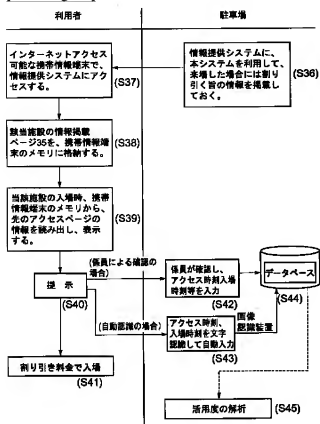 利用者
駐車場
インターネットアクセス
可能な携帯情報端末で、
情報提供システムにアク
セスする。
(S37)
情報提供システムに、
本システムを利用して、
来場した場合には割り
引く旨の情報を掲載し
ておく。
(S36)
該当施設の情報掲載
ページ35を、携帯情報端
末のメモリに格納する。
(S38)
当該施設の入場時、携帯
情報端末のメモリから、
先のアクセスページの
情報を読み出し、表示
する。
(S39)
(係員による確認の
場合)
提示
(S40)
係員が確認し、
アクセス時刻入場
時刻等を入力
(S42)
データベース
(S44)
(自動認識の場合)
アクセス時刻、
入場時刻を文字
認識して自動入力
(S43)
画像
認識装置
割り引き料金で入場
(S41)
活用度の解析
(S45)